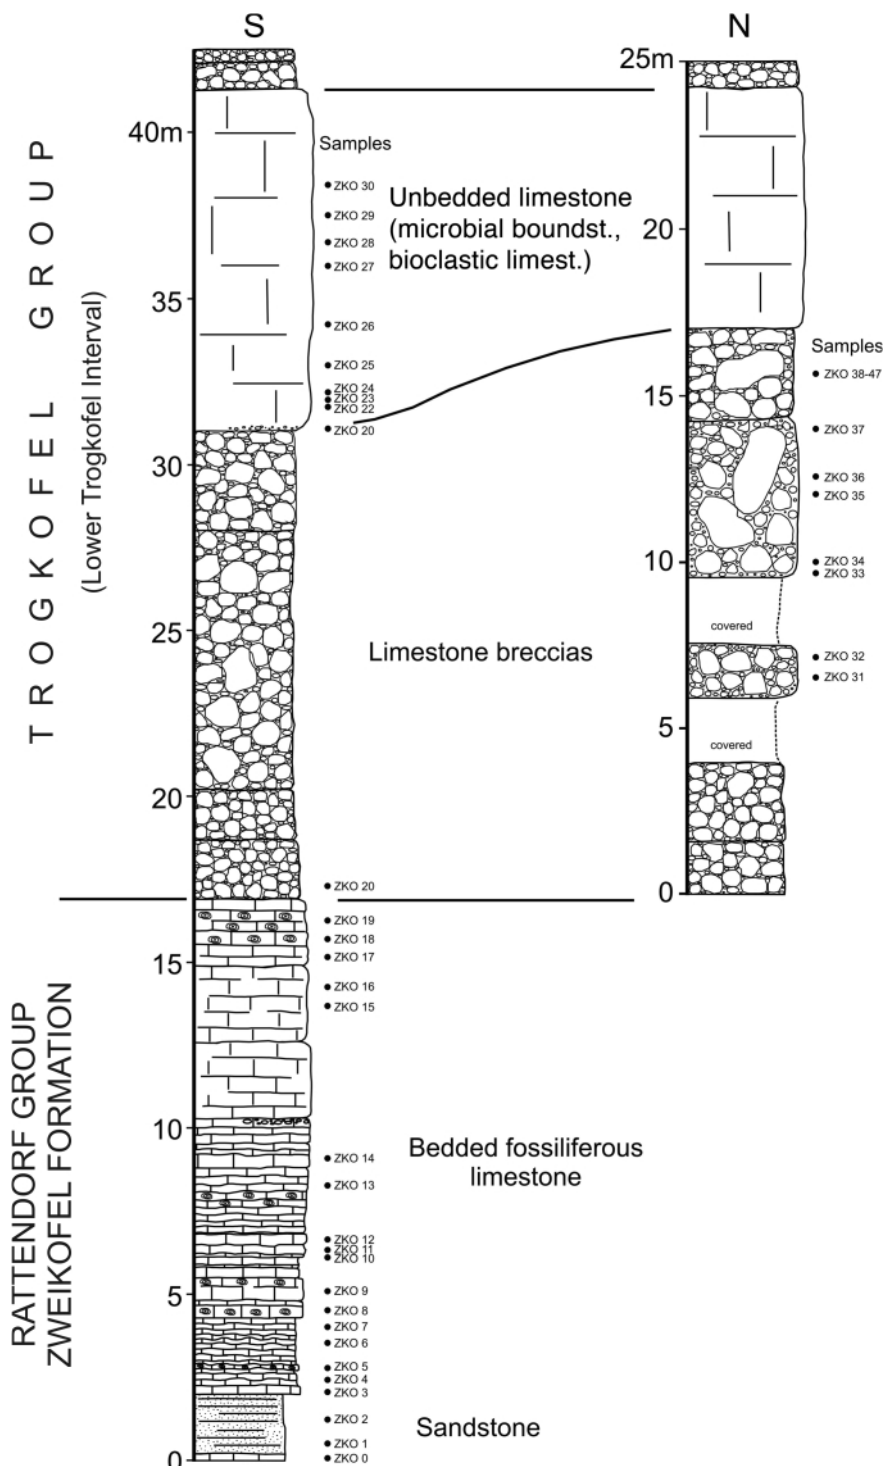 S
N
25m
40m
35
30
25
20
15
10
5
0
TROGKOFEL GROUP
(Lower Trogkofel Interval)
RATTENDORF GROUP
ZWEIKOFEL FORMATION
Samples
ZKO 30
ZKO 29
ZKO 28
ZKO 27
ZKO 26
ZKO 25
ZKO 24
ZKO 23
ZKO 22
ZKO 20
ZKO 20
ZKO 19
ZKO 18
ZKO 17
ZKO 16
ZKO 15
ZKO 14
ZKO 13
ZKO 12
ZKO 11
ZKO 10
ZKO 9
ZKO 8
ZKO 7
ZKO 6
ZKO 5
ZKO 4
ZKO 3
ZKO 2
ZKO 1
ZKO 0
Unbedded limestone
(microbial boundst.,
bioclastic limest.)
Limestone breccias
Bedded fossiliferous
limestone
Sandstone
20
15
10
5
0
covered
covered
Samples
ZKO 38-47
ZKO 37
ZKO 36
ZKO 35
ZKO 34
ZKO 33
ZKO 32
ZKO 31